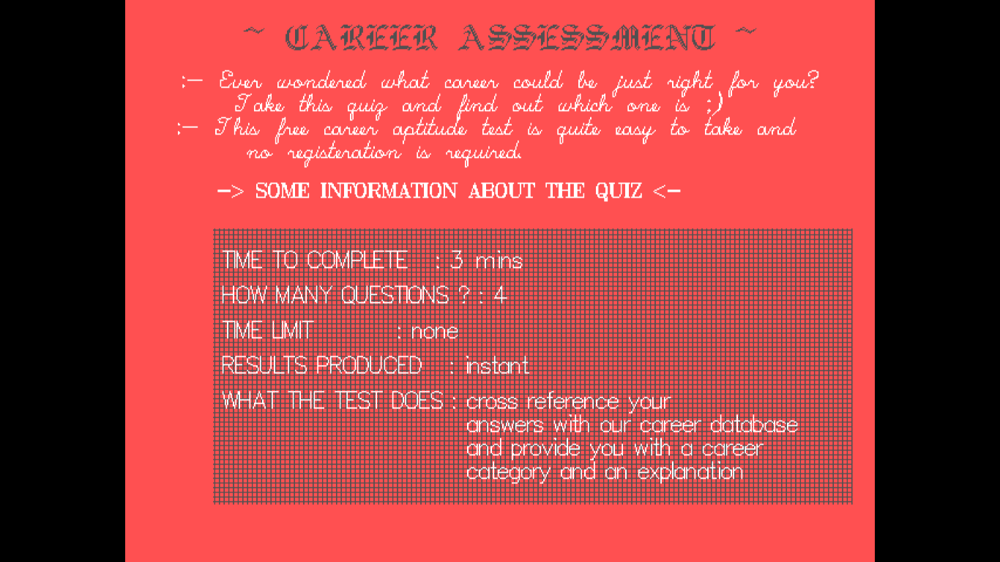 ~ CAREER ASSESSMENT ~
:- Ever wondered what career could be just right for you?
Take this quiz and find out which one is ;)
:- This free career aptitude test is quite easy to take and
no registeration is required.
-> SOME INFORMATION ABOUT THE QUIZ <-
TIME TO COMPLETE : 3 mins
HOW MANY QUESTIONS ? : 4
TIME LIMIT : none
RESULTS PRODUCED : instant
WHAT THE TEST DOES : cross reference your
answers with our career database
and provide you with a career
category and an explanation